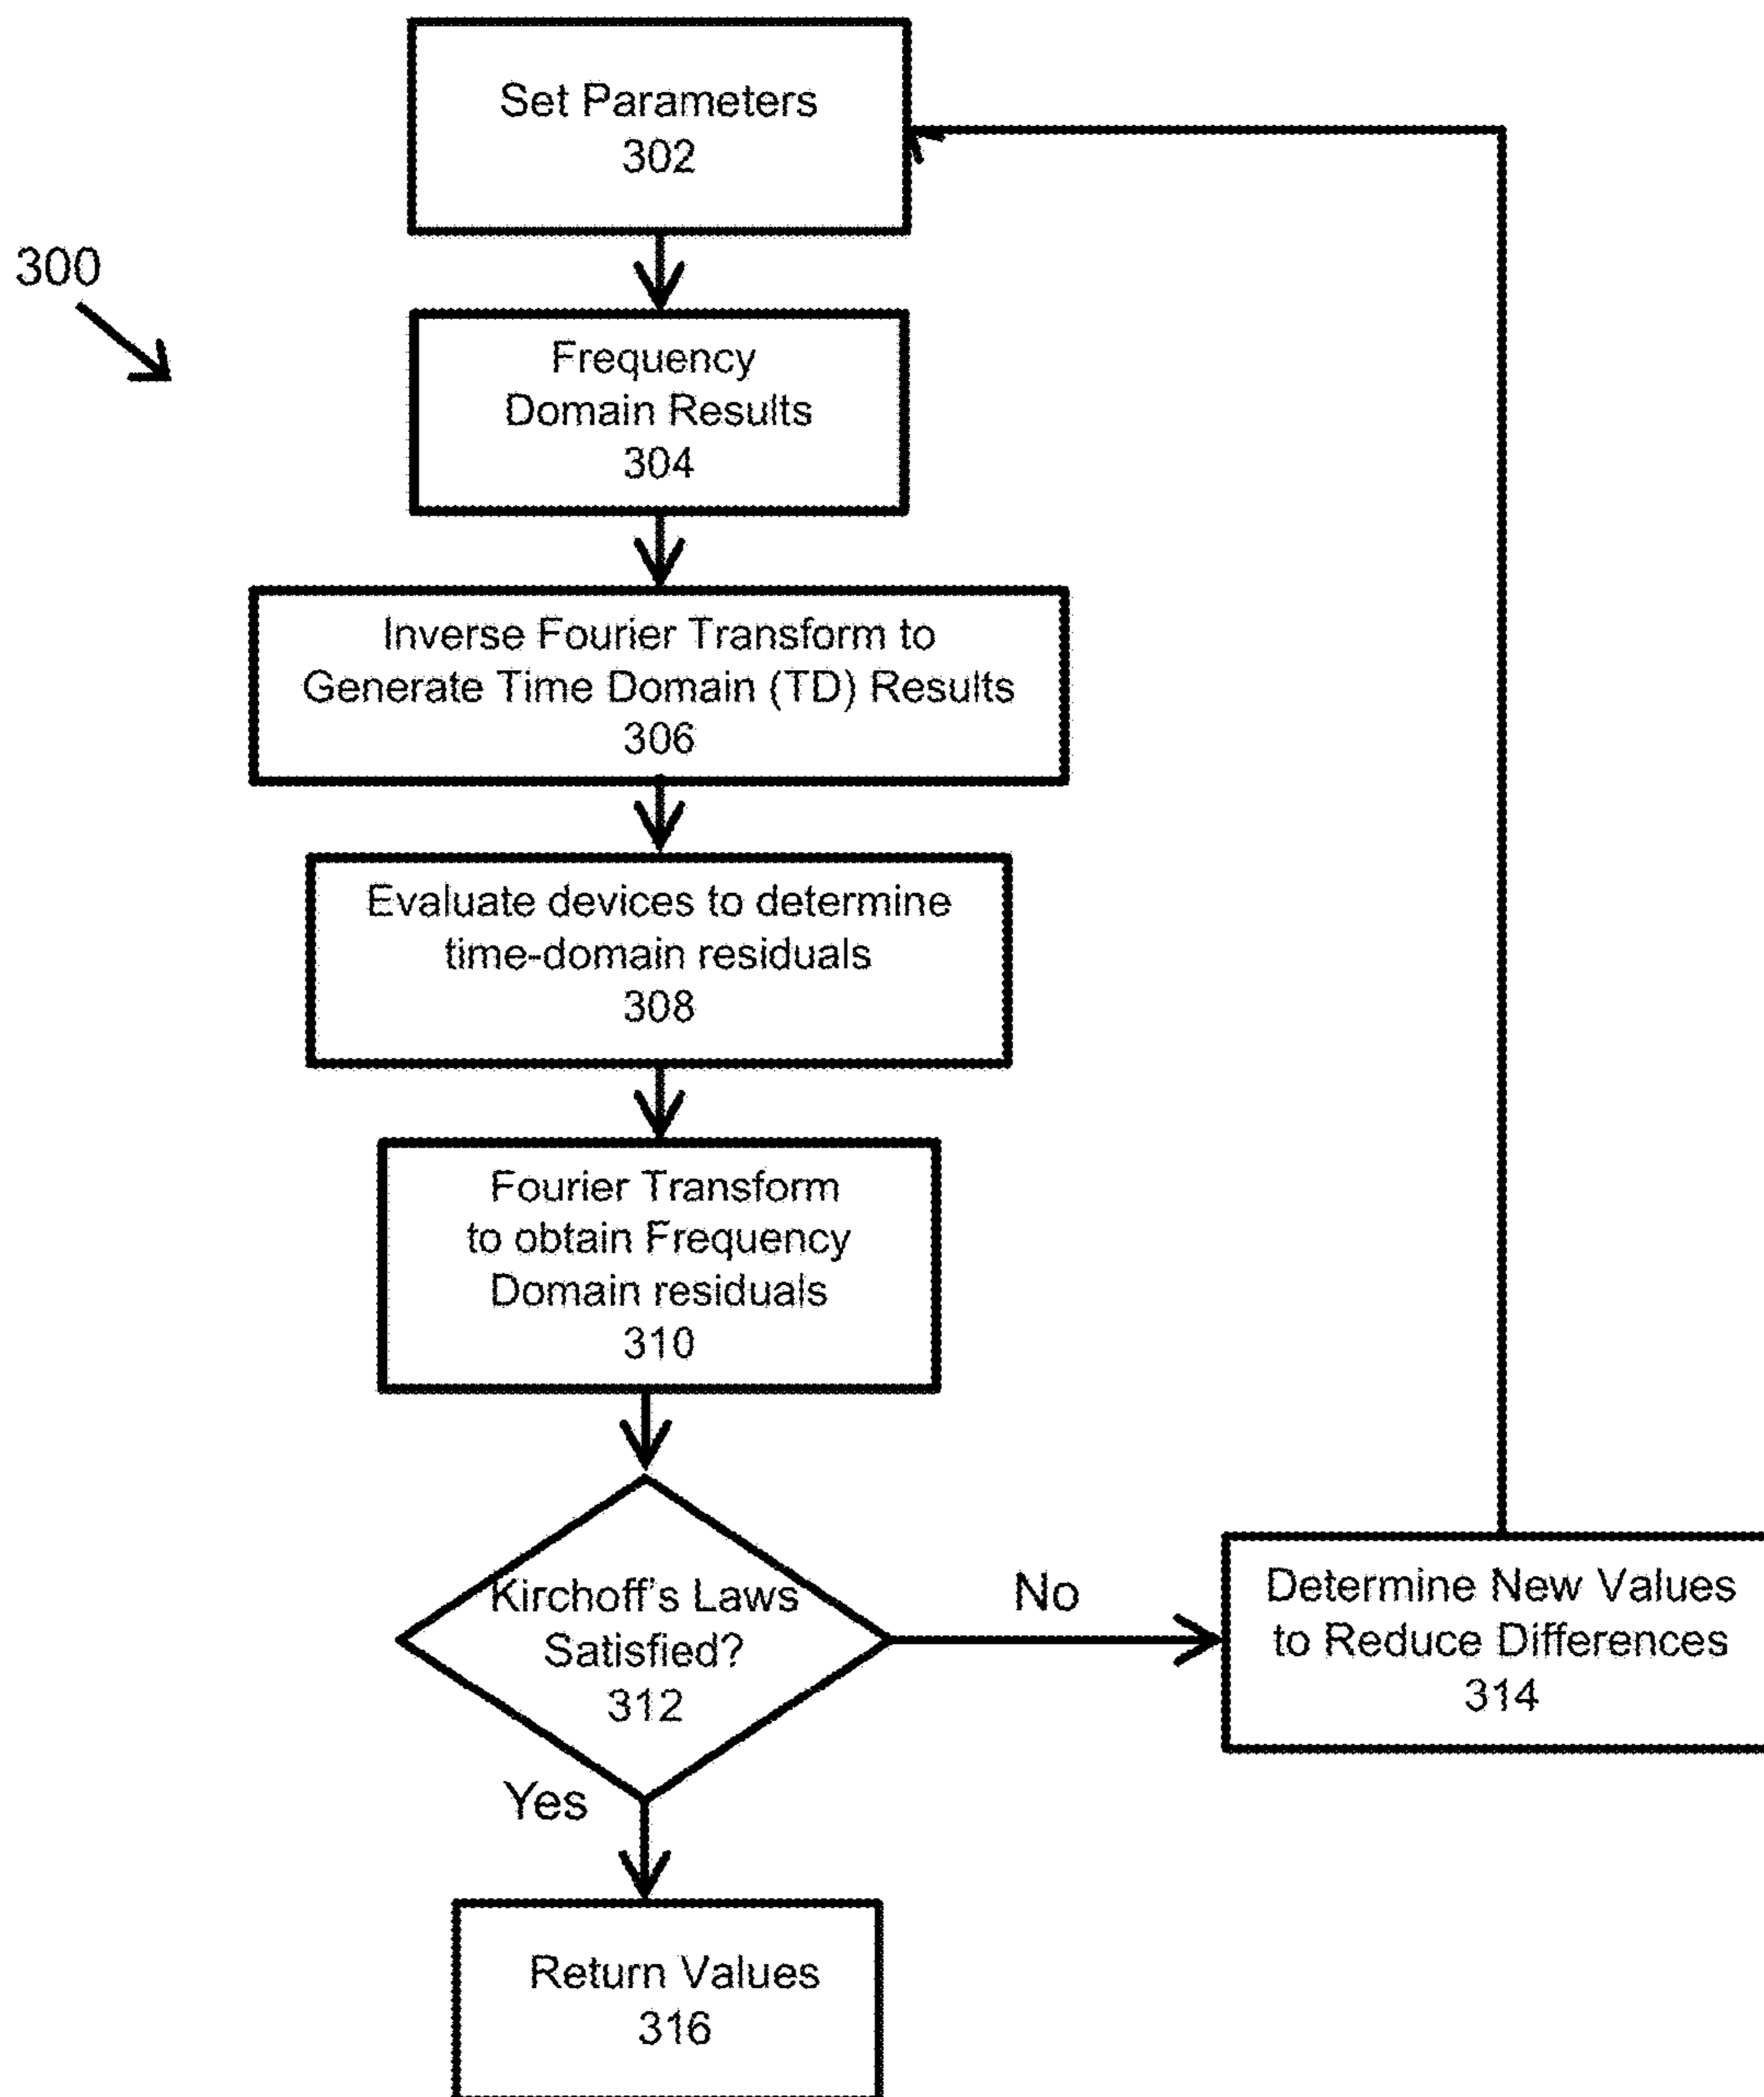 Set Parameters
302
300
Frequency
Domain Results
304
Inverse Fourier Transform to
Generate Time Domain (TD) Results
306
Evaluate devices to determine
time-domain residuals
308
Fourier Transform
to obtain Frequency
Domain residuals
310
Kirchoff's Laws
Satisfied?
312
No
Determine New Values
to Reduce Differences
314
Yes
Return Values
316